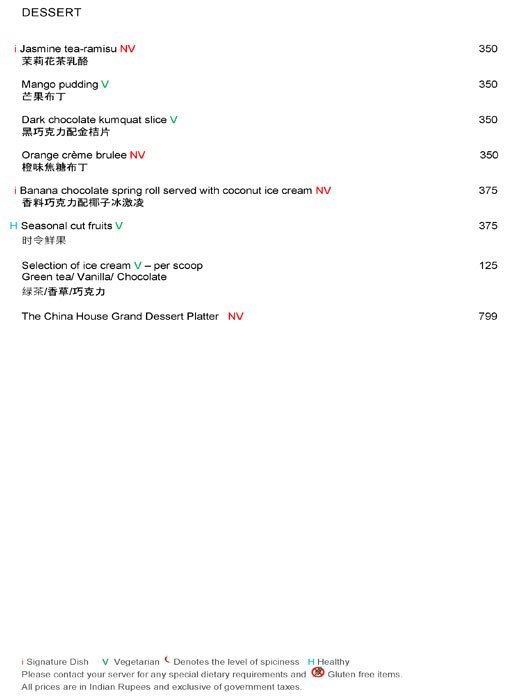 DESSERT
i Jasmine tea-ramisu NV 350
茉莉花茶乳酪
Mango pudding V 350
芒果布丁
Dark chocolate kumquat slice V 350
黑巧克力配金桔片
Orange crème brulee NV 350
橙味焦糖布丁
i Banana chocolate spring roll served with coconut ice cream NV 375
香料巧克力配椰子冰激凌
H Seasonal cut fruits V 375
时令鲜果
Selection of ice cream V – per scoop 125
Green tea/ Vanilla/ Chocolate
绿茶/香草/巧克力
The China House Grand Dessert Platter NV 799
i Signature Dish V Vegetarian Denotes the level of spiciness H Healthy
Please contact your server for any special dietary requirements and Gluten free items.
All prices are in Indian Rupees and exclusive of government taxes.